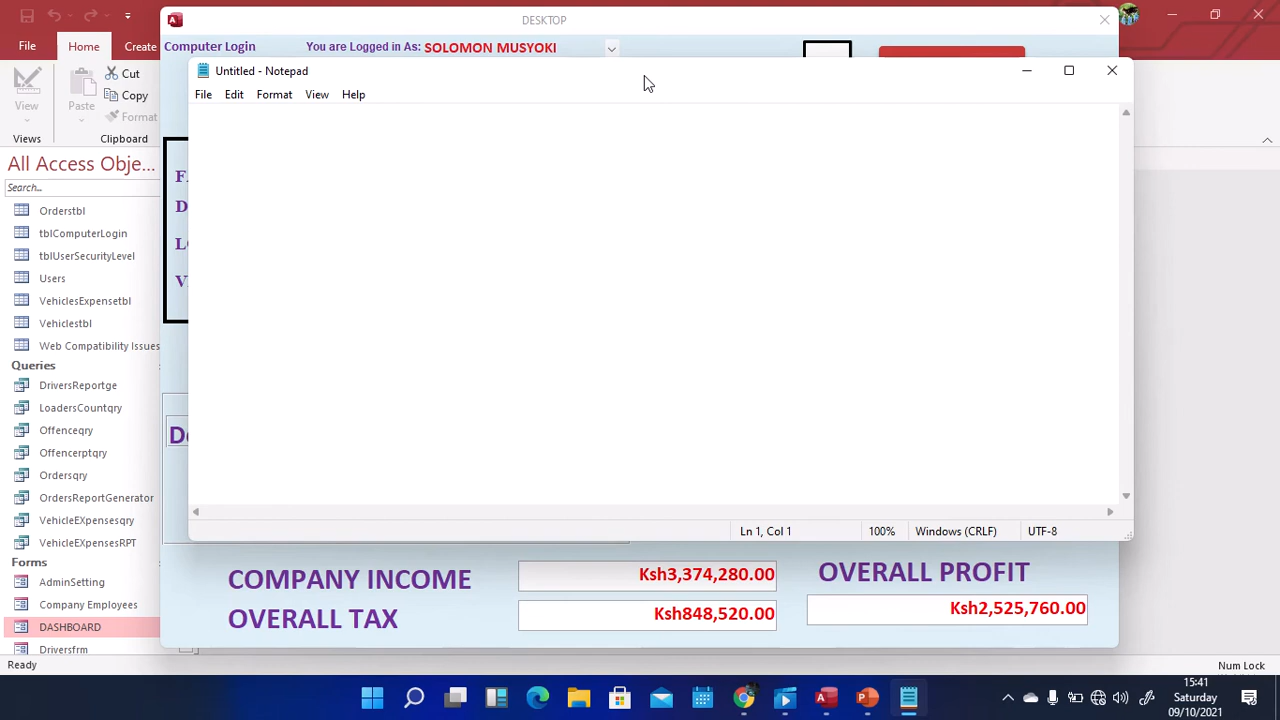 DESKTOP
File
Home
Create
Computer Login
You are Logged in As:
SOLOMON MUSYOKI
Untitled - Notepad
File
Edit
Format
View
Help
View
Paste
Cut
Copy
Format
Views
Clipboard
All Access Obje...
Search...
Orderstbl
tblComputerLogin
tblUserSecurityLevel
Users
VehiclesExpensetbl
Vehiclestbl
Web Compatibility Issues
Queries
DriversReportge
LoadersCountqry
Offenceqry
Offencerptqry
Ordersqry
OrdersReportGenerator
VehicleEXpensesqry
VehicleEXpensesRPT
Forms
AdminSetting
Company Employees
DASHBOARD
Driversfrm
Ln 1, Col 1
100%
Windows (CRLF)
UTF-8
COMPANY INCOME
Ksh3,374,280.00
OVERALL PROFIT
OVERALL TAX
Ksh848,520.00
Ksh2,525,760.00
Ready
Num Lock
15:41
Saturday
09/10/2021